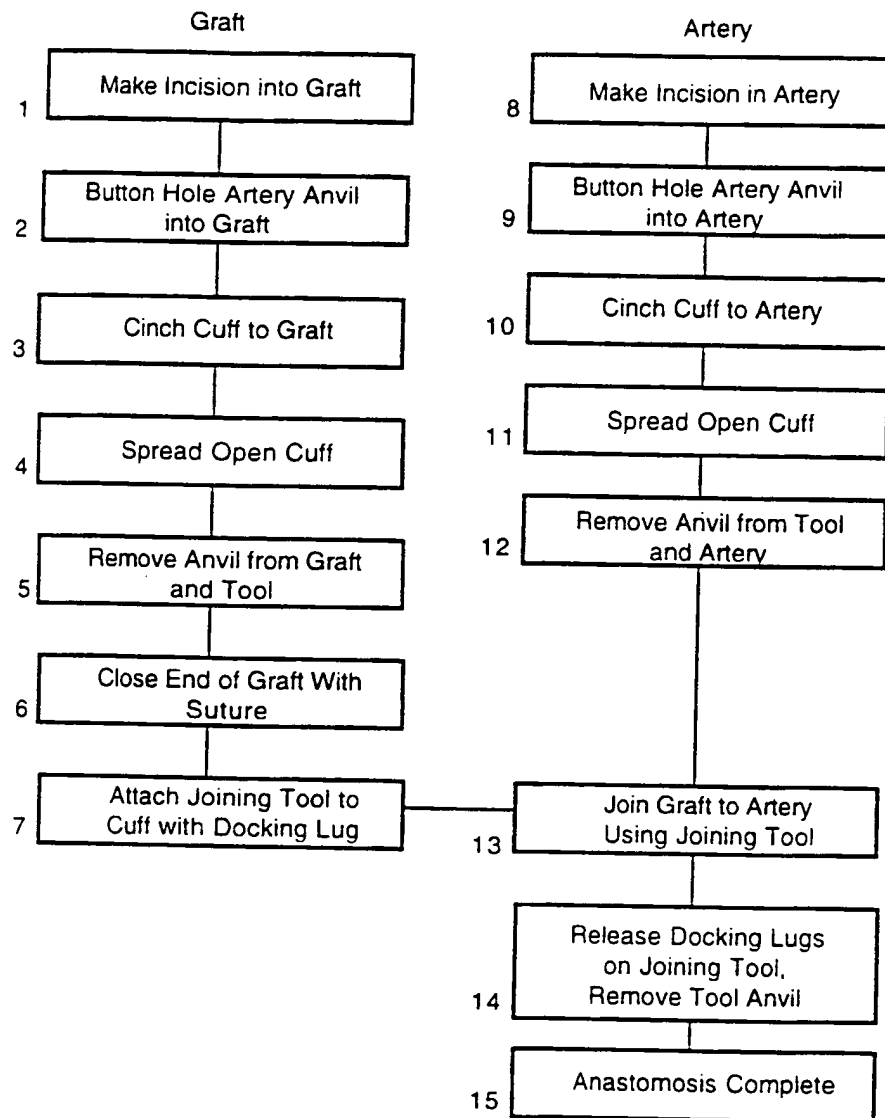 Graft
Make Incision into Graft
1
Button Hole Artery Anvil
into Graft
2
Cinch Cuff to Graft
3
Spread Open Cuff
4
Remove Anvil from Graft
and Tool
5
Close End of Graft With
Suture
6
Attach Joining Tool to
Cuff with Docking Lug
7
Artery
Make Incision in Artery
8
Button Hole Artery Anvil
into Artery
9
Cinch Cuff to Artery
10
Spread Open Cuff
11
Remove Anvil from Tool
and Artery
12
Join Graft to Artery
Using Joining Tool
13
Release Docking Lugs
on Joining Tool,
Remove Tool Anvil
14
Anastomosis Complete
15